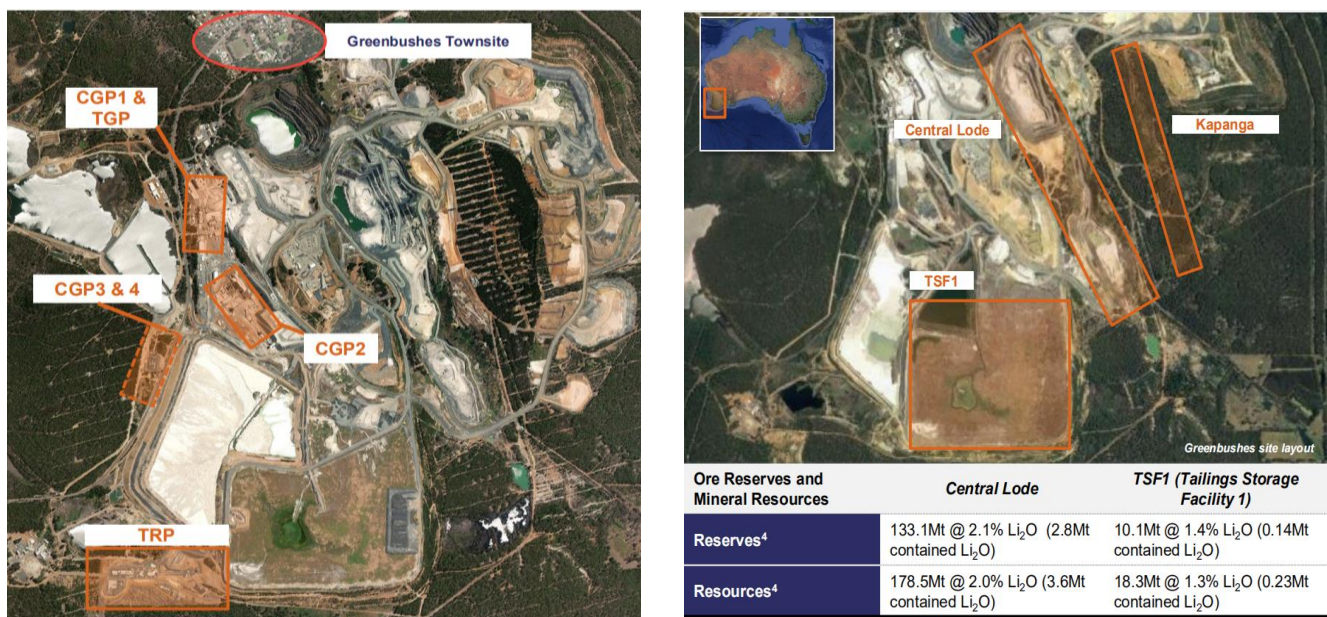 Greenbushes Townsite
CGP1 &
TGP
CGP3 & 4
CGP2
TRP
Central Lode
Kapanga
TSF1
Greenbushes site layout
Ore Reserves and
Mineral Resources
Central Lode
TSF1 (Tailings Storage
Facility 1)
Reserves⁴
133.1Mt @ 2.1% Li₂O (2.8Mt
contained Li₂O)
10.1Mt @ 1.4% Li₂O (0.14Mt
contained Li₂O)
Resources⁴
178.5Mt @ 2.0% Li₂O (3.6Mt
contained Li₂O)
18.3Mt @ 1.3% Li₂O (0.23Mt
contained Li₂O)